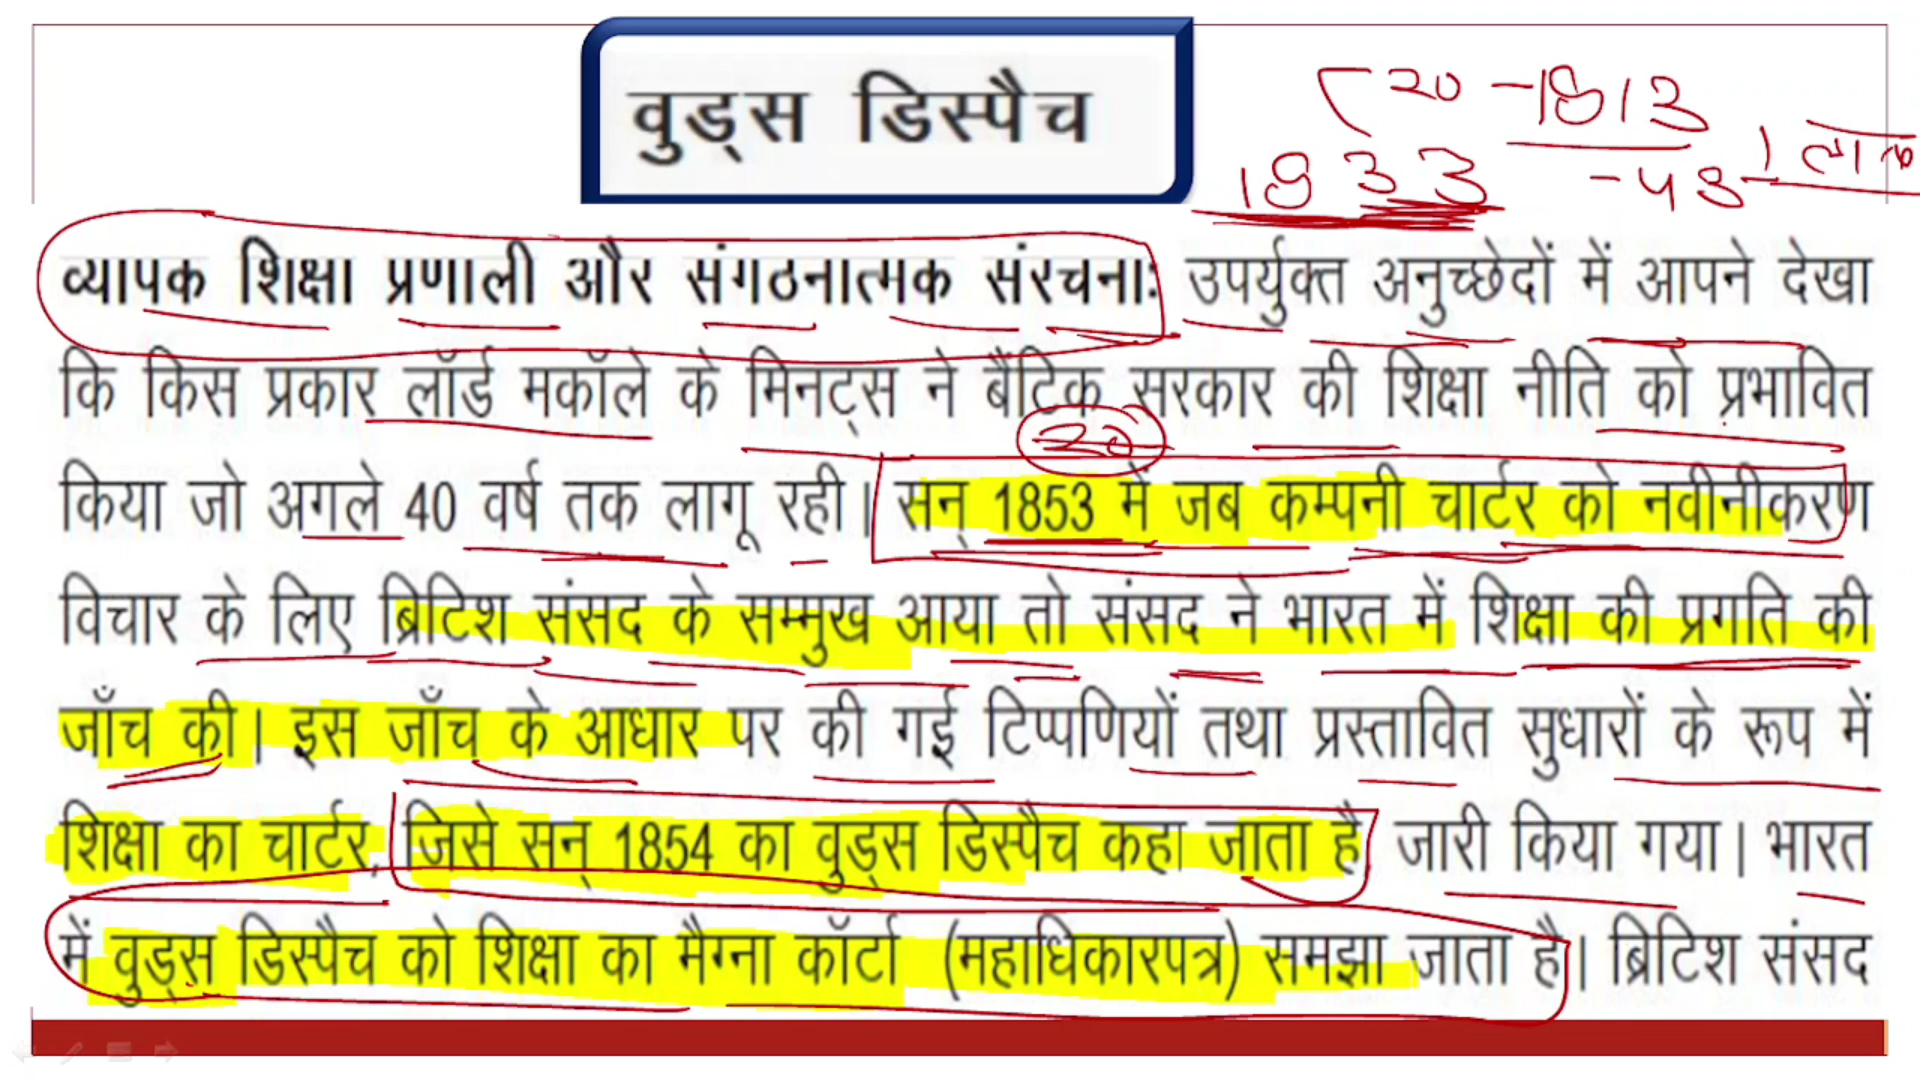 वुड्स डिस्पैच
20 - 1813
1833 - 43 - 1 लाख
व्यापक शिक्षा प्रणाली और संगठनात्मक संरचनाः उपर्युक्त अनुच्छेदों में आपने देखा
कि किस प्रकार लॉर्ड मकॉले के मिनट्स ने बैंटिक सरकार की शिक्षा नीति को प्रभावित
20
किया जो अगले 40 वर्ष तक लागू रही। सन् 1853 में जब कम्पनी चार्टर को नवीनीकरण
विचार के लिए ब्रिटिश संसद के सम्मुख आया तो संसद ने भारत में शिक्षा की प्रगति की
जाँच की। इस जाँच के आधार पर की गई टिप्पणियों तथा प्रस्तावित सुधारों के रूप में
शिक्षा का चार्टर, जिसे सन् 1854 का वुड्स डिस्पैच कहा जाता है जारी किया गया। भारत
में वुड्स डिस्पैच को शिक्षा का मैग्ना कॉर्टा (महाधिकारपत्र) समझा जाता है। ब्रिटिश संसद